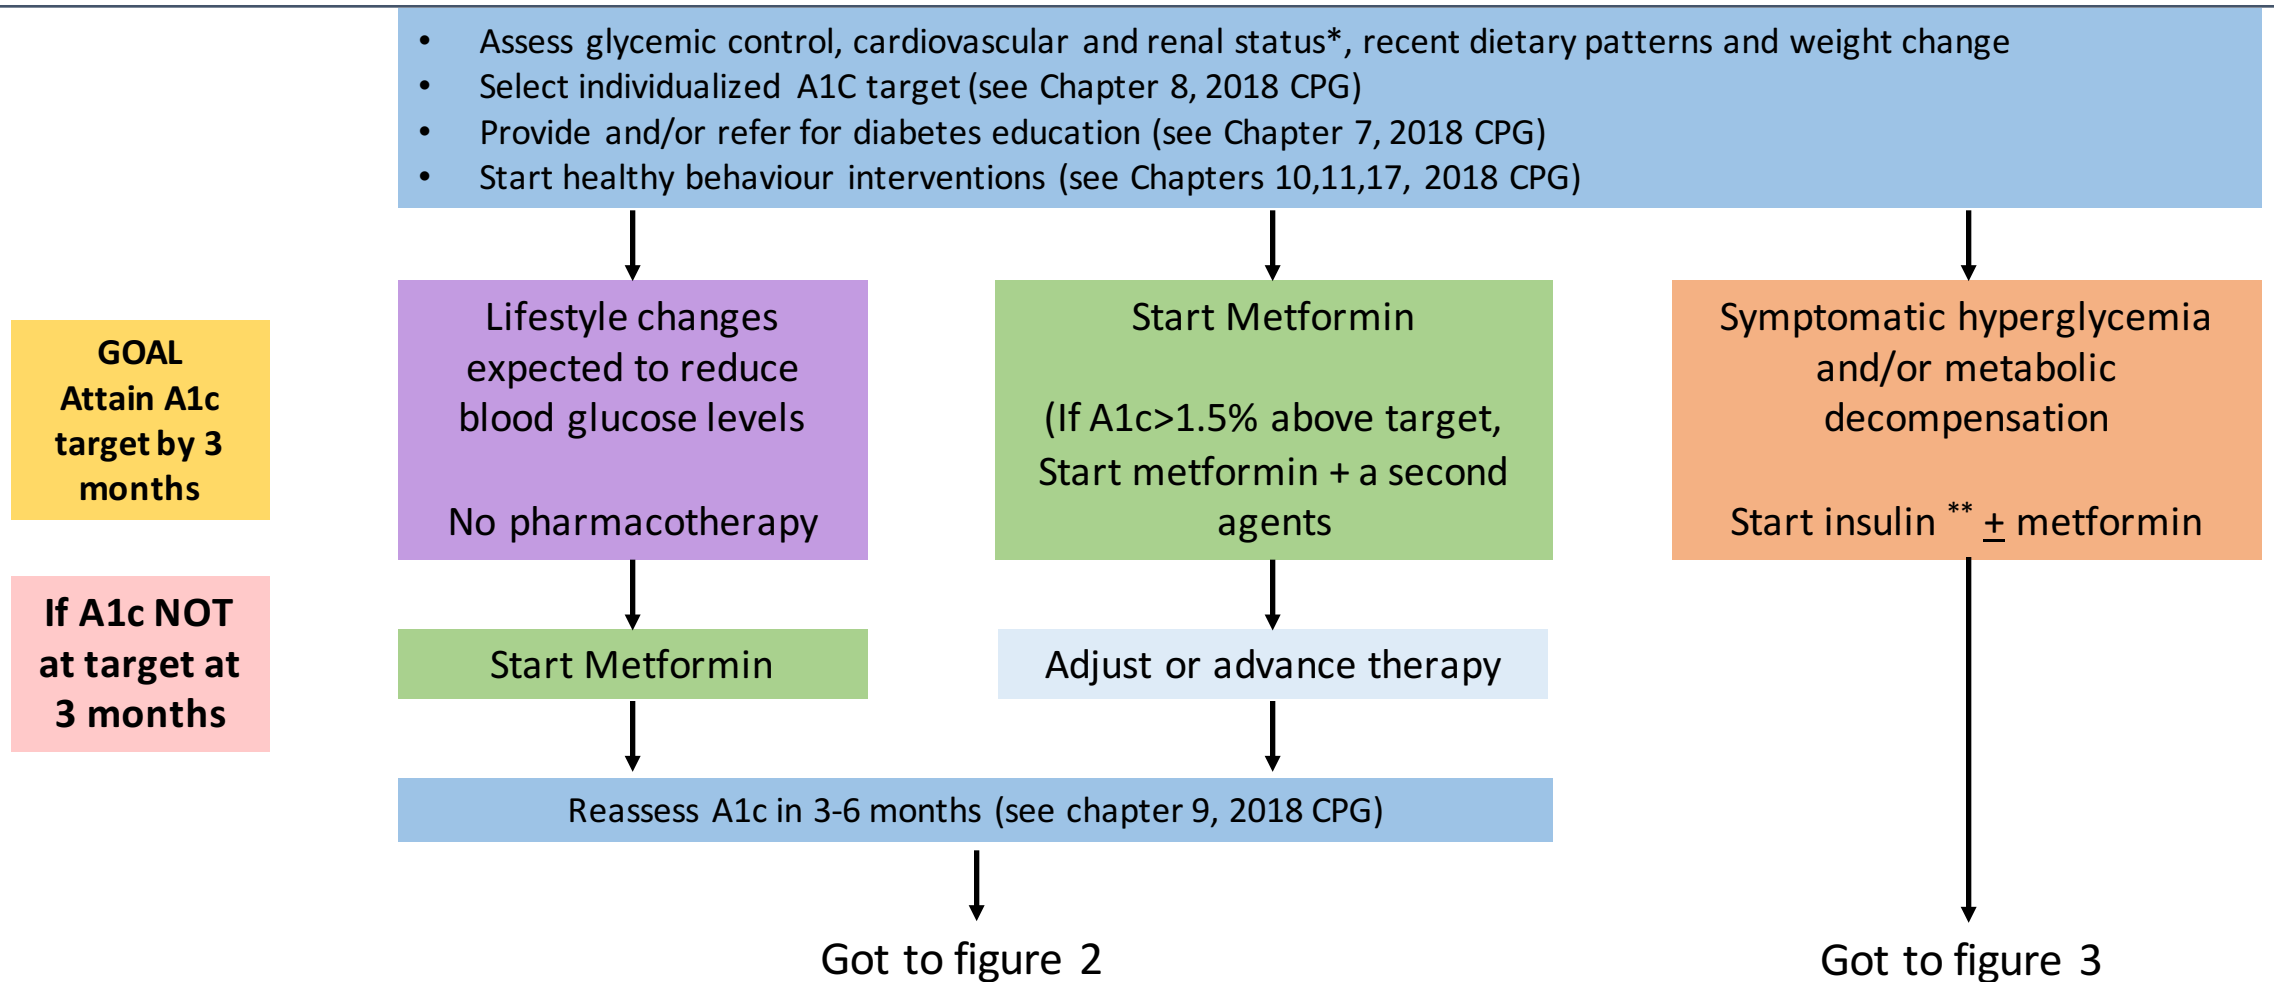 • Assess glycemic control, cardiovascular and renal status*, recent dietary patterns and weight change
• Select individualized A1C target (see Chapter 8, 2018 CPG)
• Provide and/or refer for diabetes education (see Chapter 7, 2018 CPG)
• Start healthy behaviour interventions (see Chapters 10,11,17, 2018 CPG)
GOAL
Attain A1c
target by 3
months
Lifestyle changes
expected to reduce
blood glucose levels
No pharmacotherapy
Start Metformin
(If A1c>1.5% above target,
Start metformin + a second
agents
Symptomatic hyperglycemia
and/or metabolic
decompensation
Start insulin ** ± metformin
If A1c NOT
at target at
3 months
Start Metformin
Adjust or advance therapy
Reassess A1c in 3-6 months (see chapter 9, 2018 CPG)
Got to figure 2
Got to figure 3